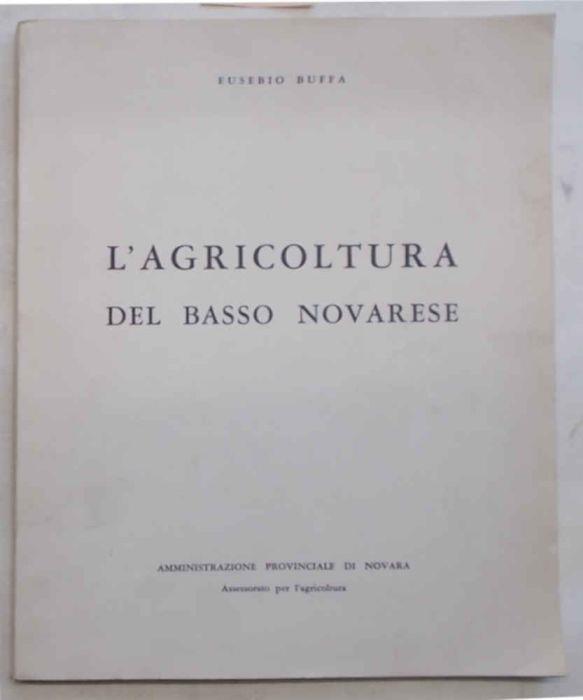 EUSEBIO BUFFA
L'AGRICOLTURA
DEL BASSO NOVARESE
AMMINISTRAZIONE PROVINCIALE DI NOVARA
Assessorato per l'agricoltura